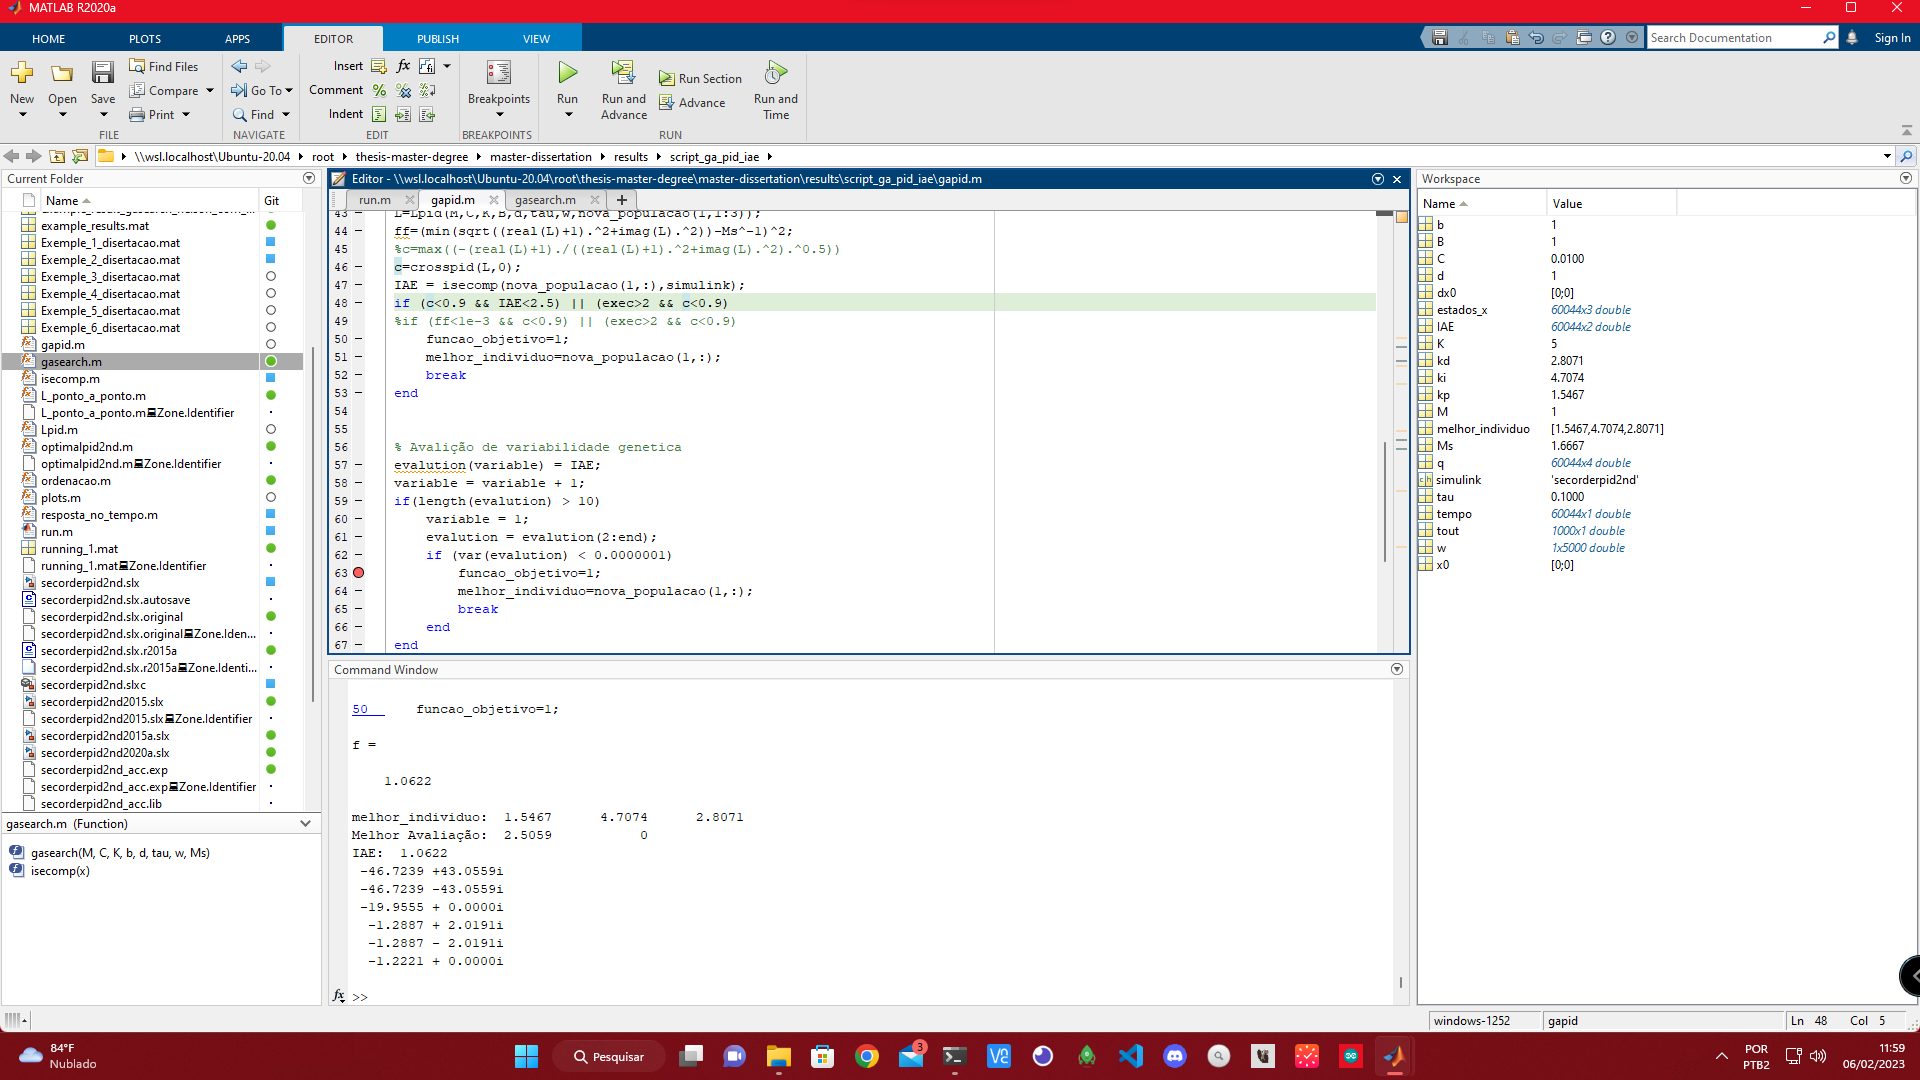 MATLAB R2020a
HOME PLOTS APPS EDITOR PUBLISH VIEW
Search Documentation
Sign In
New
Open
Save
Find Files
Compare
Print
FILE
Go To
Find
NAVIGATE
Insert
Comment
Indent
EDIT
Breakpoints
BREAKPOINTS
Run
Run and Advance
Run Section
Advance
Run and Time
RUN
\\wsl.localhost\Ubuntu-20.04 root thesis-master-degree master-dissertation results script_ga_pid_iae
Current Folder
Name Git
example_results.mat
Exemple_1_disertacao.mat
Exemple_2_disertacao.mat
Exemple_3_disertacao.mat
Exemple_4_disertacao.mat
Exemple_5_disertacao.mat
Exemple_6_disertacao.mat
gapid.m
gasearch.m
isecomp.m
L_ponto_a_ponto.m
L_ponto_a_ponto.m Zone.Identifier
Lpid.m
optimalpid2nd.m
optimalpid2nd.m Zone.Identifier
ordenacao.m
plots.m
resposta_no_tempo.m
run.m
running_1.mat
running_1.mat Zone.Identifier
secorderpid2nd.slx
secorderpid2nd.slx.autosave
secorderpid2nd.slx.original
secorderpid2nd.slx.original Zone.Iden...
secorderpid2nd.slx.r2015a
secorderpid2nd.slx.r2015a Zone.Identi...
secorderpid2nd.slxc
secorderpid2nd2015.slx
secorderpid2nd2015.slx Zone.Identifier
secorderpid2nd2015a.slx
secorderpid2nd2020a.slx
secorderpid2nd_acc.exp
secorderpid2nd_acc.exp Zone.Identifier
secorderpid2nd_acc.lib
gasearch.m (Function)
gasearch(M, C, K, b, d, tau, w, Ms)
isecomp(x)
Editor - \\wsl.localhost\Ubuntu-20.04\root\thesis-master-degree\master-dissertation\results\script_ga_pid_iae\gapid.m
run.m gapid.m gasearch.m
43 L=Lpid(M,C,K,B,d,tau,w,nova_populacao(1,1:3));
44 ff=(min(sqrt((real(L)+1).^2+imag(L).^2))-Ms^-1)^2;
45 %c=max((-(real(L)+1)./((real(L)+1).^2+imag(L).^2).^0.5))
46 c=crosspid(L,0);
47 IAE = isecomp(nova_populacao(1,:),simulink);
48 if (c<0.9 && IAE<2.5) || (exec>2 && c<0.9)
49 %if (ff<1e-3 && c<0.9) || (exec>2 && c<0.9)
50 funcao_objetivo=1;
51 melhor_individuo=nova_populacao(1,:);
52 break
53 end
54
55
56 % Avalição de variabilidade genetica
57 evalution(variable) = IAE;
58 variable = variable + 1;
59 if(length(evalution) > 10)
60 variable = 1;
61 evalution = evalution(2:end);
62 if (var(evalution) < 0.0000001)
63 funcao_objetivo=1;
64 melhor_individuo=nova_populacao(1,:);
65 break
66 end
67 end
Command Window
50 funcao_objetivo=1;
f =
1.0622
melhor_individuo: 1.5467 4.7074 2.8071
Melhor Avaliação: 2.5059 0
IAE: 1.0622
-46.7239 +43.0559i
-46.7239 -43.0559i
-19.9555 + 0.0000i
-1.2887 + 2.0191i
-1.2887 - 2.0191i
-1.2221 + 0.0000i
fx >>
Workspace
Name Value
b 1
B 1
C 0.0100
d 1
dx0 [0;0]
estados_x 60044x3 double
IAE 60044x2 double
K 5
kd 2.8071
ki 4.7074
kp 1.5467
M 1
melhor_individuo [1.5467,4.7074,2.8071]
Ms 1.6667
q 60044x4 double
simulink 'secorderpid2nd'
tau 0.1000
tempo 60044x1 double
tout 1000x1 double
w 1x5000 double
x0 [0;0]
windows-1252 gapid Ln 48 Col 5
84°F
Nublado
Pesquisar
3
POR
PTB2
11:59
06/02/2023